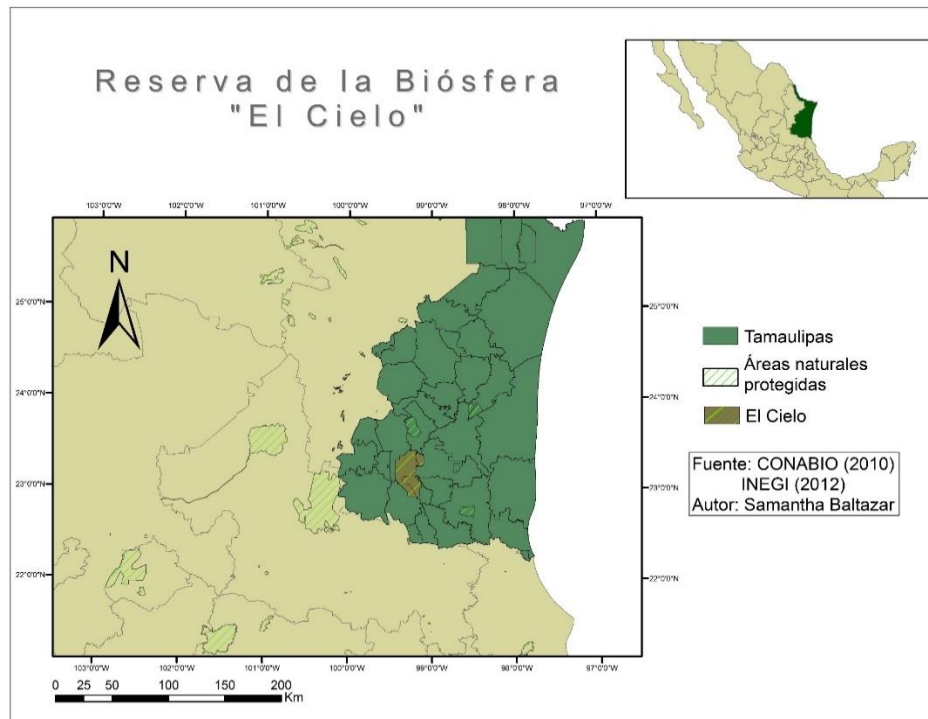 Reserva de la Biósfera
"El Cielo"
103°0'0"W 102°0'0"W 101°0'0"W 100°0'0"W 99°0'0"W 98°0'0"W 97°0'0"W
N
25°0'0"N 25°0'0"N
24°0'0"N 24°0'0"N
23°0'0"N 23°0'0"N
22°0'0"N 22°0'0"N
Tamaulipas
Áreas naturales
protegidas
El Cielo
Fuente: CONABIO (2010)
INEGI (2012)
Autor: Samantha Baltazar
103°0'0"W 102°0'0"W 101°0'0"W 100°0'0"W 99°0'0"W 98°0'0"W 97°0'0"W
0 25 50 100 150 200
Km